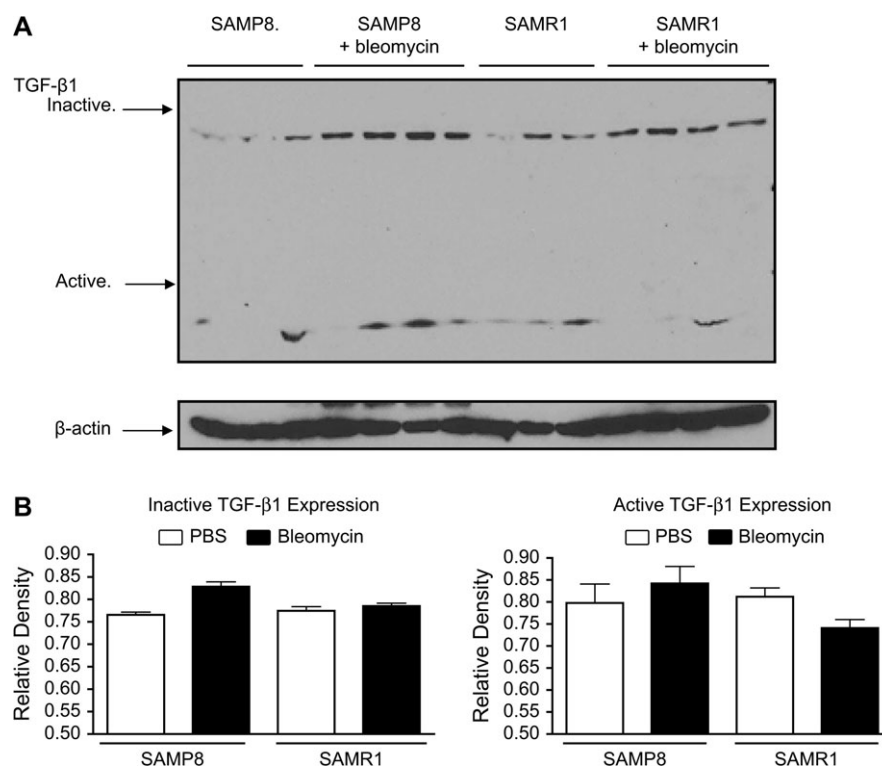 A
SAMP8.
SAMP8
+ bleomycin
SAMR1
SAMR1
+ bleomycin
TGF-β1
Inactive.
Active.
β-actin
B
Inactive TGF-β1 Expression
PBS
Bleomycin
Relative Density
0.90
0.85
0.80
0.75
0.70
0.65
0.60
0.55
0.50
SAMP8
SAMR1
Active TGF-β1 Expression
PBS
Bleomycin
Relative Density
0.90
0.85
0.80
0.75
0.70
0.65
0.60
0.55
0.50
SAMP8
SAMR1